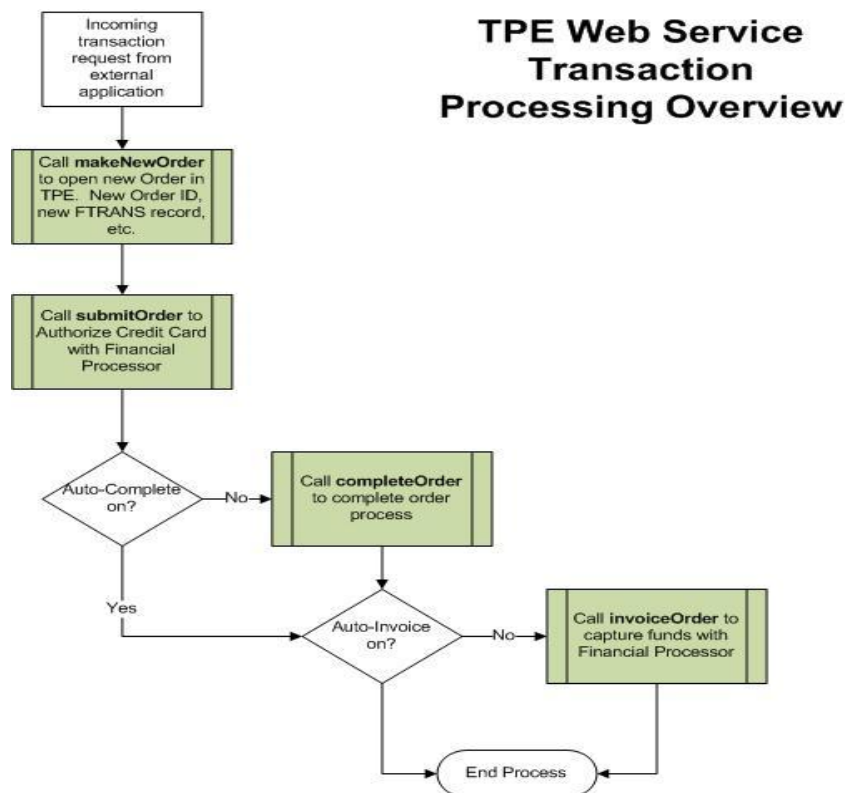 TPE Web Service
Transaction
Processing Overview
Incoming
transaction
request from
external
application
Call makeNewOrder
to open new Order in
TPE. New Order ID,
new FTRANS record,
etc.
Call submitOrder to
Authorize Credit Card
with Financial
Processor
Auto-Complete
on?
No
Call completeOrder
to complete order
process
Yes
Auto-Invoice
on?
No
Call invoiceOrder to
capture funds with
Financial Processor
End Process